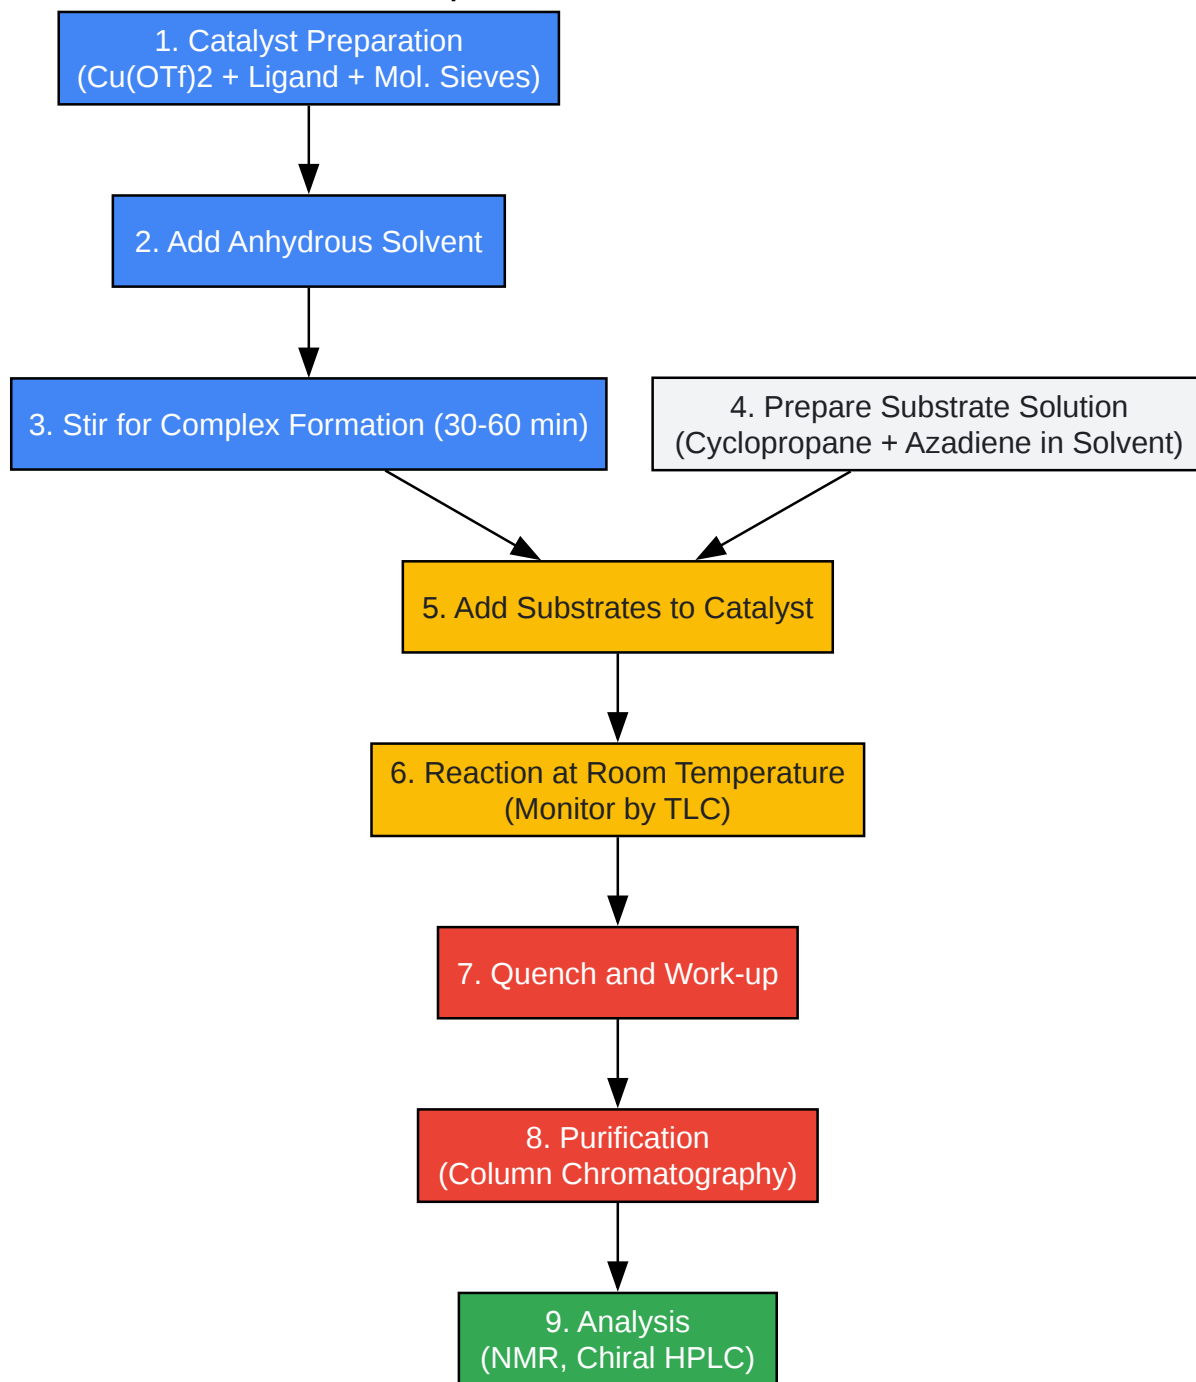 1. Catalyst Preparation
(Cu(OTf)2 + Ligand + Mol. Sieves)
2. Add Anhydrous Solvent
3. Stir for Complex Formation (30-60 min)
4. Prepare Substrate Solution
(Cyclopropane + Azadiene in Solvent)
5. Add Substrates to Catalyst
6. Reaction at Room Temperature
(Monitor by TLC)
7. Quench and Work-up
8. Purification
(Column Chromatography)
9. Analysis
(NMR, Chiral HPLC)